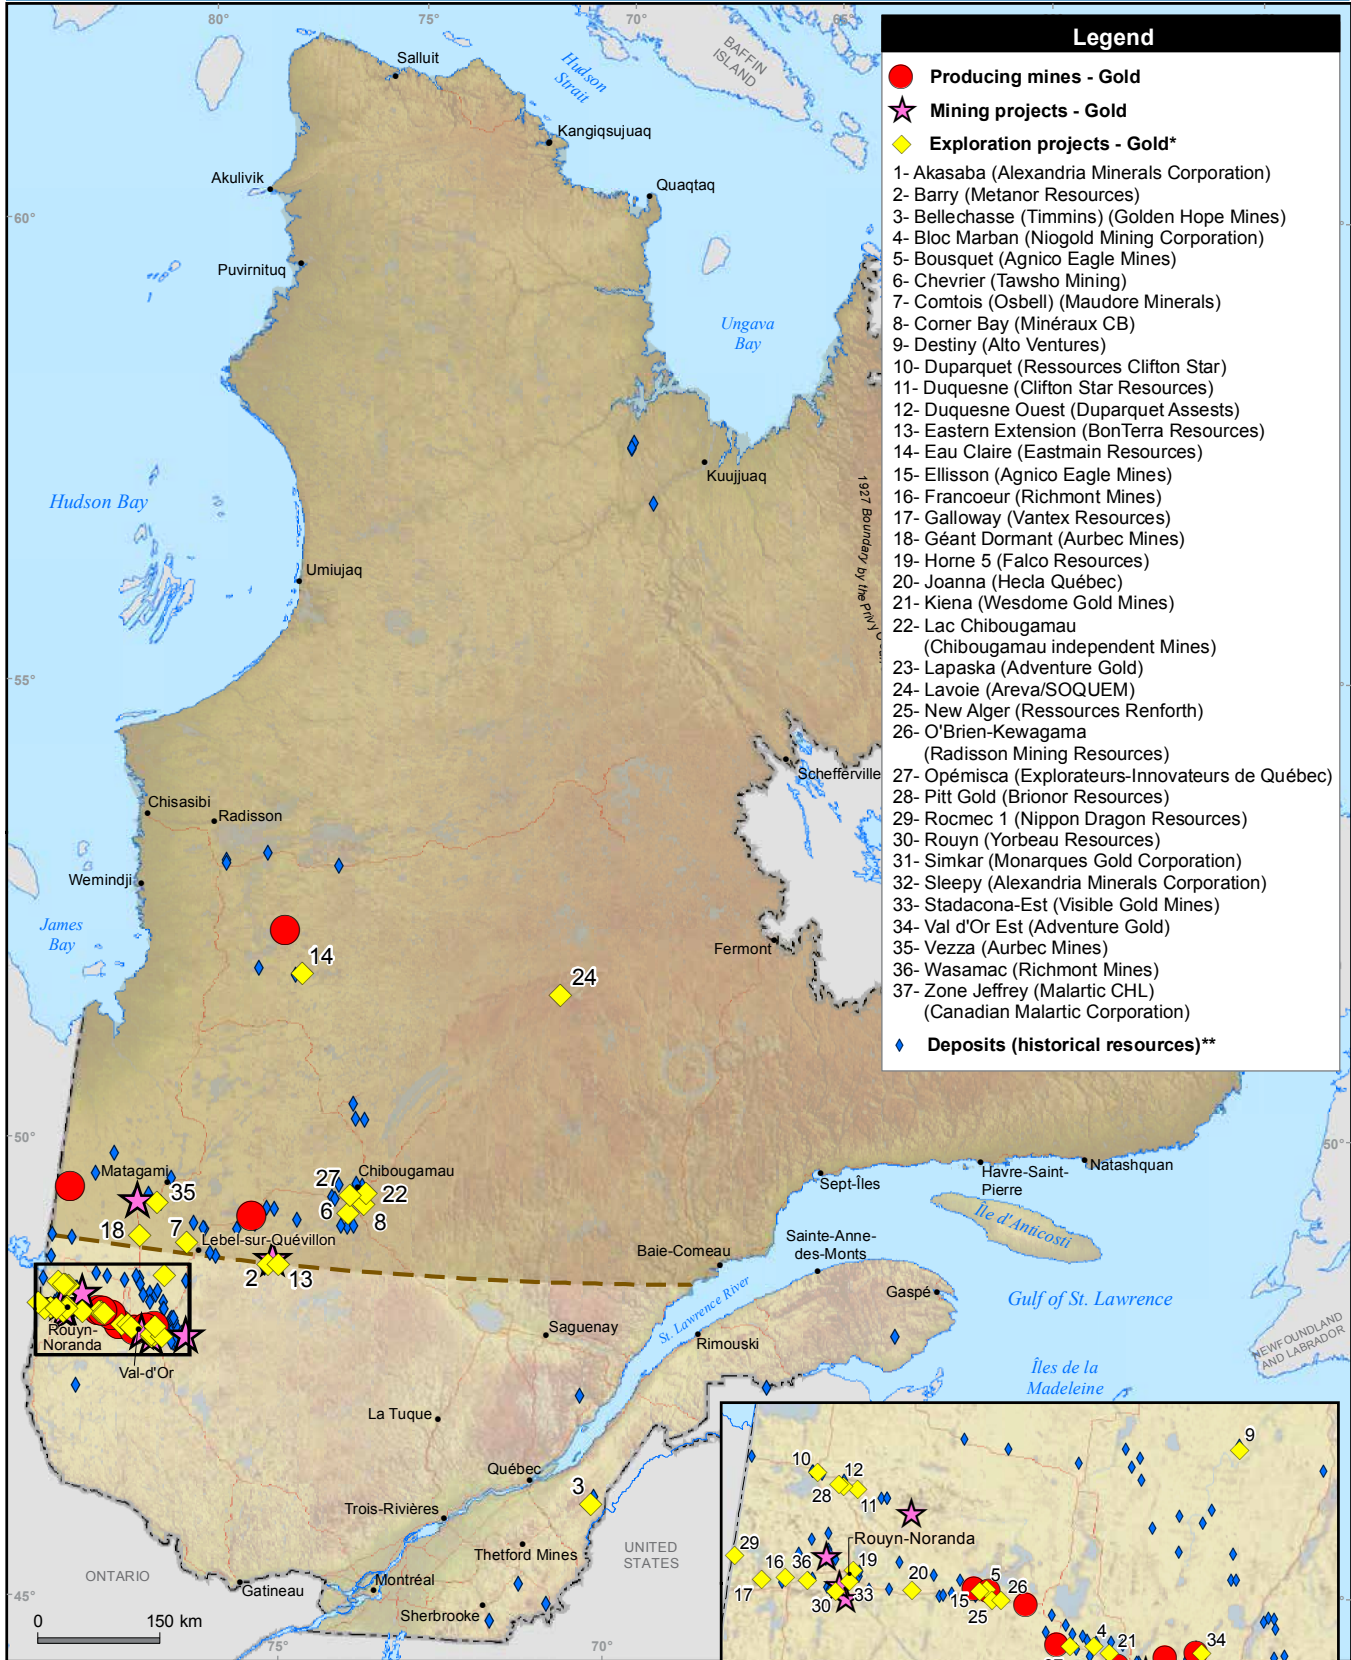 80°
75°
70°
65°
Legend
Producing mines - Gold
Mining projects - Gold
Exploration projects - Gold*
1- Akasaba (Alexandria Minerals Corporation)
2- Barry (Metanor Resources)
3- Bellechasse (Timmins) (Golden Hope Mines)
4- Bloc Marban (Niogold Mining Corporation)
5- Bousquet (Agnico Eagle Mines)
6- Chevrier (Tawsho Mining)
7- Comtois (Osbell) (Maudore Minerals)
8- Corner Bay (Minéraux CB)
9- Destiny (Alto Ventures)
10- Duparquet (Ressources Clifton Star)
11- Duquesne (Clifton Star Resources)
12- Duquesne Ouest (Duparquet Assests)
13- Eastern Extension (BonTerra Resources)
14- Eau Claire (Eastmain Resources)
15- Ellisson (Agnico Eagle Mines)
16- Francoeur (Richmont Mines)
17- Galloway (Vantex Resources)
18- Géant Dormant (Aurbec Mines)
19- Horne 5 (Falco Resources)
20- Joanna (Hecla Québec)
21- Kiena (Wesdome Gold Mines)
22- Lac Chibougamau
(Chibougamau independent Mines)
23- Lapaska (Adventure Gold)
24- Lavoie (Areva/SOQUEM)
25- New Alger (Ressources Renforth)
26- O'Brien-Kewagama
(Radisson Mining Resources)
27- Opémisca (Explorateurs-Innovateurs de Québec)
28- Pitt Gold (Brionor Resources)
29- Rocmec 1 (Nippon Dragon Resources)
30- Rouyn (Yorbeau Resources)
31- Simkar (Monarques Gold Corporation)
32- Sleepy (Alexandria Minerals Corporation)
33- Stadacona-Est (Visible Gold Mines)
34- Val d'Or Est (Adventure Gold)
35- Vezza (Aurbec Mines)
36- Wasamac (Richmont Mines)
37- Zone Jeffrey (Malartic CHL)
(Canadian Malartic Corporation)
Deposits (historical resources)**
BAFFIN
ISLAND
Hudson
Strait
Salluit
Kangiqsujuaq
Akulivik
Quaqtaq
60°
Puvirnituq
Ungava
Bay
Kuujjuaq
Hudson Bay
1927 Boundary by the Privy
Umiujaq
55°
Schefferville
Chisasibi
Radisson
Wemindji
James
Bay
Fermont
14
24
50°
50°
Matagami
35
27
Chibougamau
22
6
8
18
7
Lebel-sur-Quévillon
2
13
Sept-Îles
Havre-Saint-
Pierre
Natashquan
Île d'Anticosti
Sainte-Anne-
des-Monts
Baie-Comeau
Gaspé
Gulf of St. Lawrence
St. Lawrence River
NEWFOUNDLAND
AND LABRADOR
Rouyn-
Noranda
Val-d'Or
Saguenay
Rimouski
Îles de la
Madeleine
La Tuque
Québec
3
Trois-Rivières
Thetford Mines
UNITED
STATES
ONTARIO
Gatineau
Montréal
Sherbrooke
45°
0
150 km
75°
70°
9
10
12
28
11
Rouyn-Noranda
29
16
36
19
17
30
33
20
5
15
26
25
4
21
34